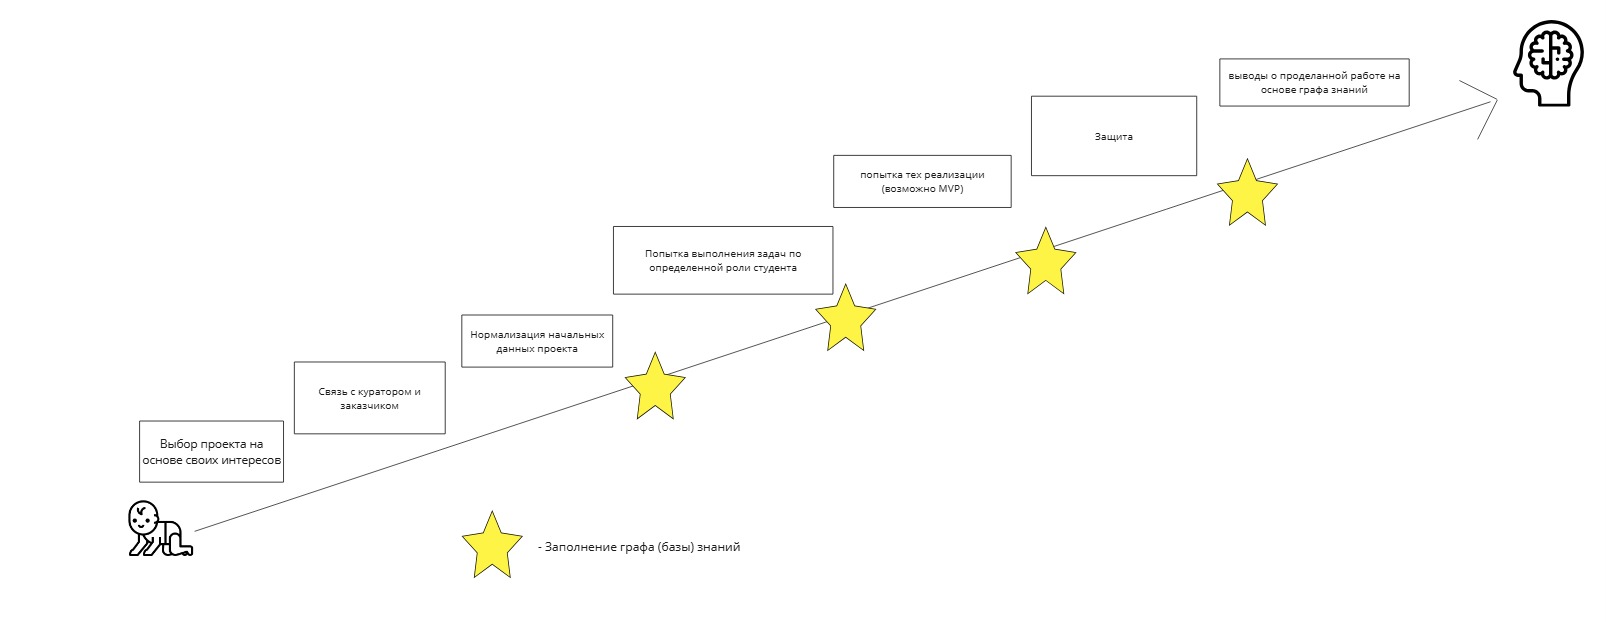 Выбор проекта на
основе своих интересов
Связь с куратором и
заказчиком
Нормализация начальных
данных проекта
Попытка выполнения задач по
определенной роли студента
попытка тех реализации
(возможно MVP)
Защита
выводы о проделанной работе на
основе графа знаний
- Заполнение графа (базы) знаний